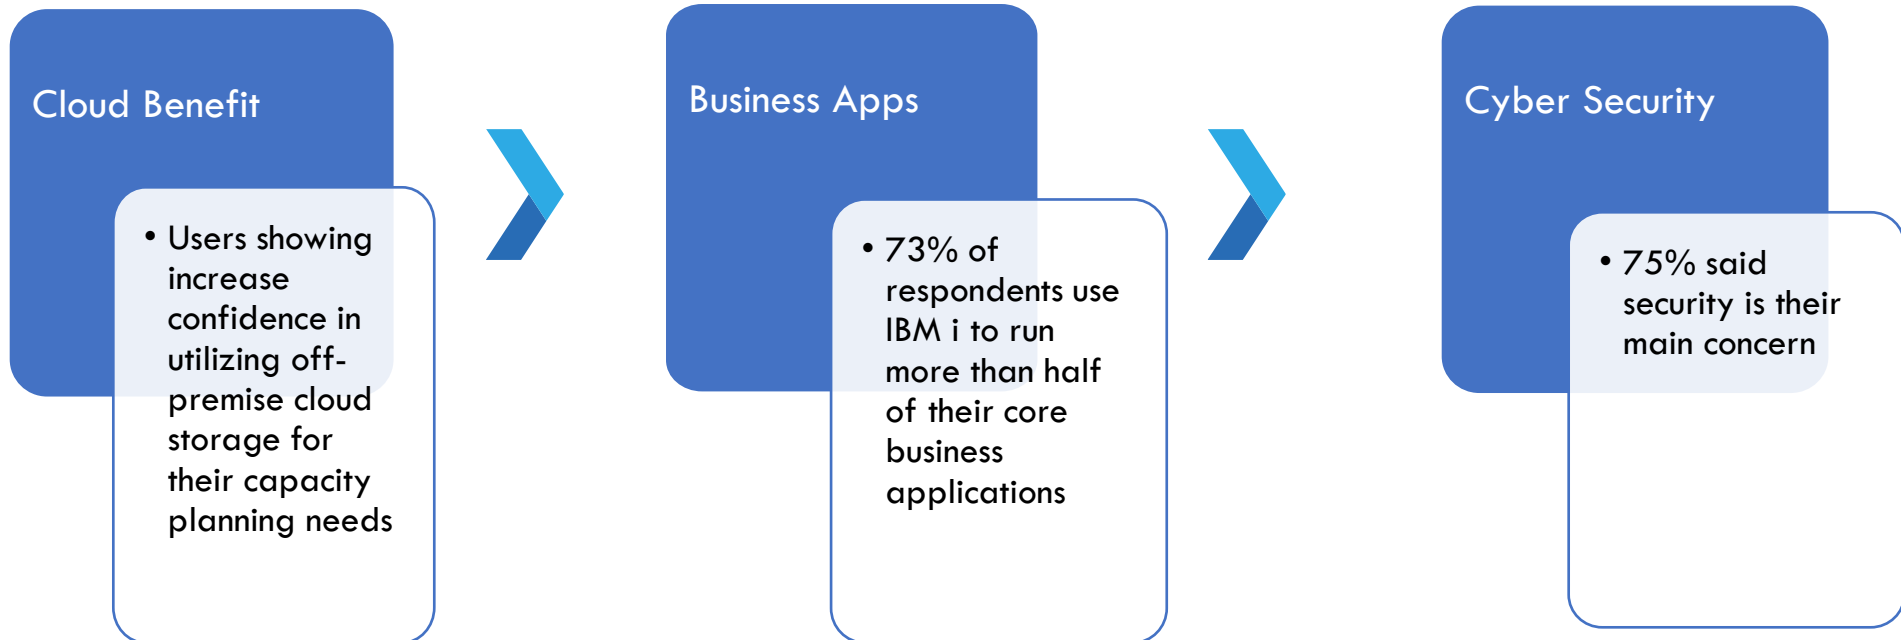 Cloud Benefit
• Users showing
increase
confidence in
utilizing off-
premise cloud
storage for
their capacity
planning needs
Business Apps
• 73% of
respondents use
IBM i to run
more than half
of their core
business
applications
Cyber Security
• 75% said
security is their
main concern